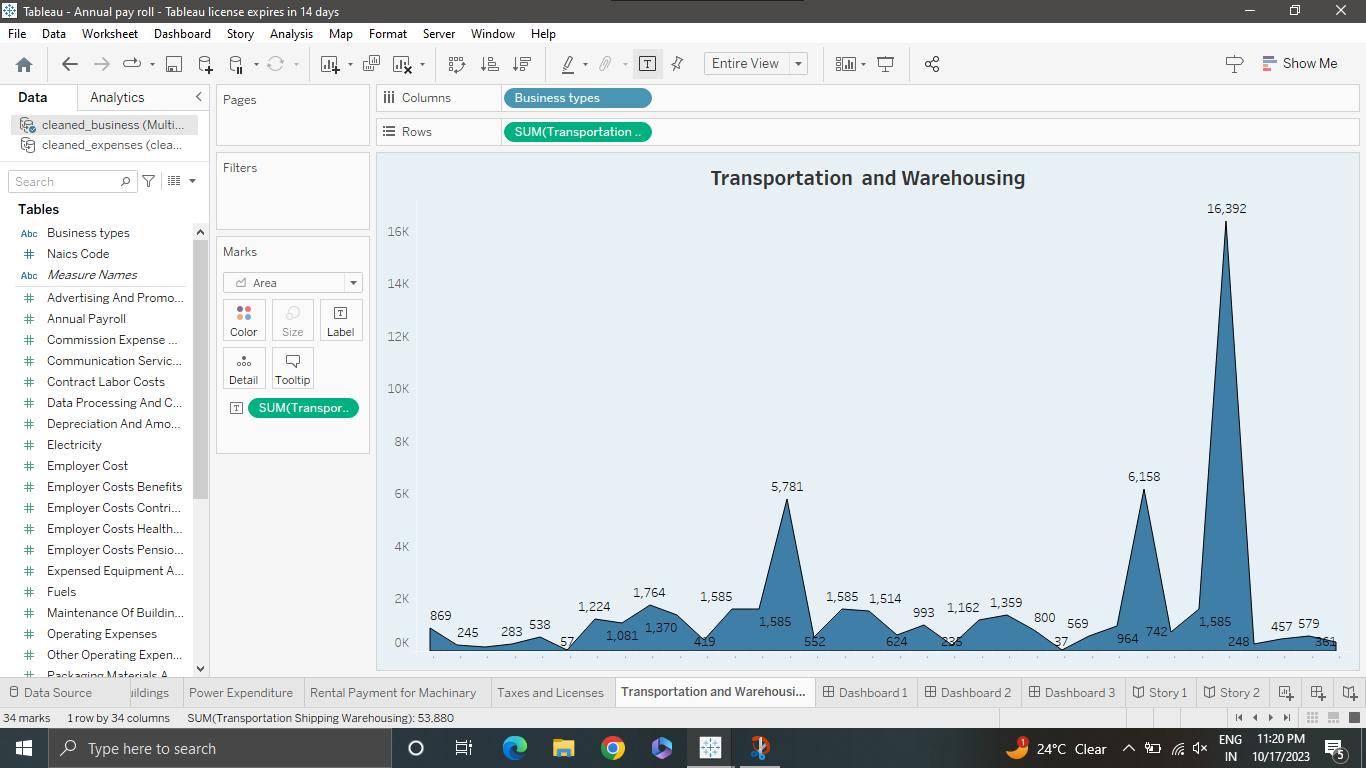 Tableau - Annual pay roll - Tableau license expires in 14 days
File Data Worksheet Dashboard Story Analysis Map Format Server Window Help
Entire View
Show Me
Data Analytics
cleaned_business (Multi...
cleaned_expenses (clea...
Search
Tables
Abc Business types
# Naics Code
Abc Measure Names
# Advertising And Promo...
# Annual Payroll
# Commission Expense ...
# Communication Servic...
# Contract Labor Costs
# Data Processing And C...
# Depreciation And Amo...
# Electricity
# Employer Cost
# Employer Costs Benefits
# Employer Costs Contri...
# Employer Costs Health...
# Employer Costs Pensio...
# Expensed Equipment A...
# Fuels
# Maintenance Of Buildin...
# Operating Expenses
# Other Operating Expen...
# Packaging Materials A...
Pages
Filters
Marks
Area
Color Size Label
Detail Tooltip
SUM(Transpor..
Columns Business types
Rows SUM(Transportation ..
Transportation and Warehousing
16K
14K
12K
10K
8K
6K
4K
2K
0K
869
245
283
538
57
1,224
1,081
1,764
1,370
419
1,585
1,585
5,781
552
1,585
1,514
624
993
235
1,162
1,359
800
37
569
964
6,158
742
1,585
16,392
248
457
579
361
Data Source uildings Power Expenditure Rental Payment for Machinary Taxes and Licenses Transportation and Warehousi... Dashboard 1 Dashboard 2 Dashboard 3 Story 1 Story 2
34 marks 1 row by 34 columns SUM(Transportation Shipping Warehousing): 53,880
Type here to search
1
24°C Clear
ENG
IN
11:20 PM
10/17/2023
5